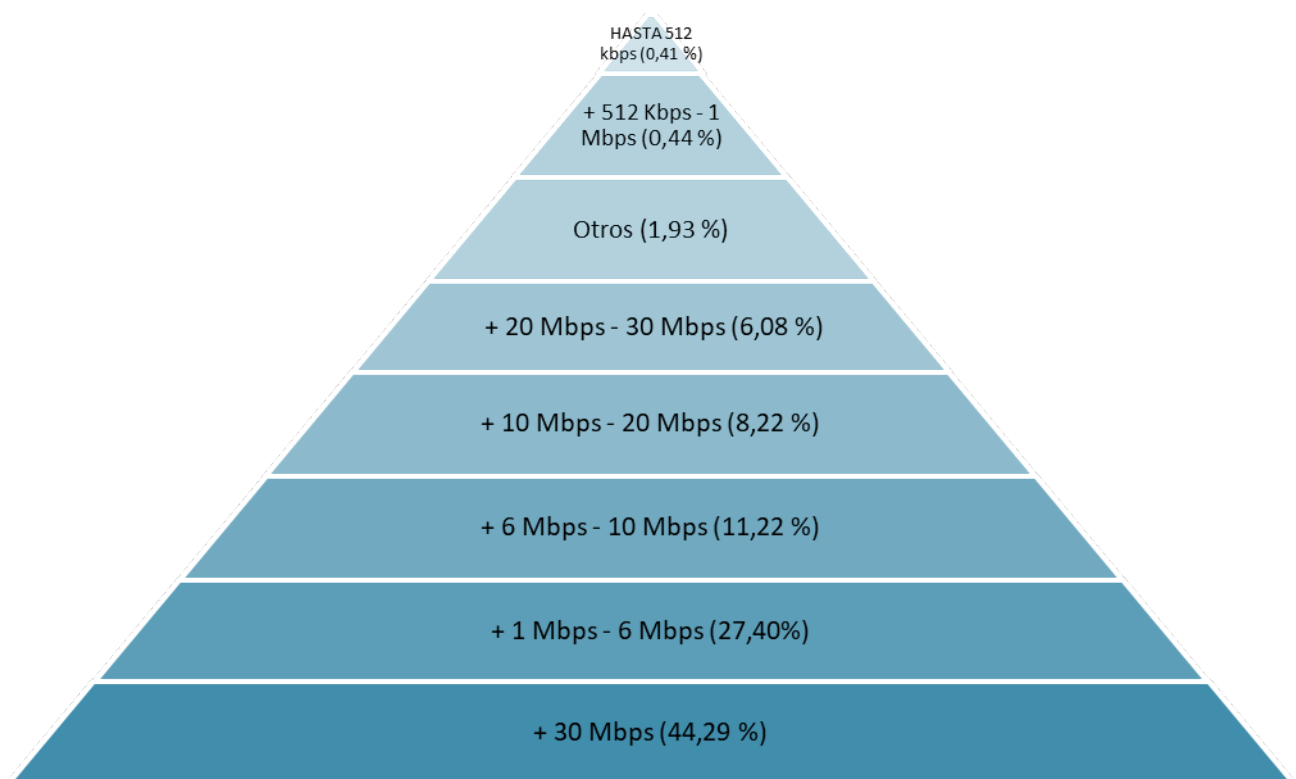 HASTA 512
kbps (0,41 %)
+ 512 Kbps - 1
Mbps (0,44 %)
Otros (1,93 %)
+ 20 Mbps - 30 Mbps (6,08 %)
+ 10 Mbps - 20 Mbps (8,22 %)
+ 6 Mbps - 10 Mbps (11,22 %)
+ 1 Mbps - 6 Mbps (27,40%)
+ 30 Mbps (44,29 %)